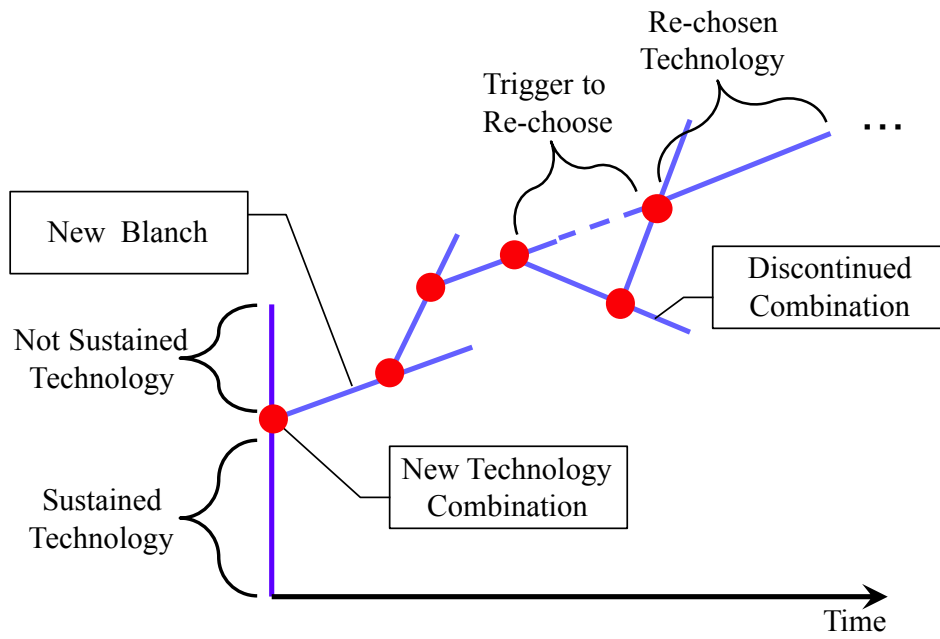 Re-chosen
Technology
Trigger to
Re-choose
...
New Blanch
Discontinued
Combination
Not Sustained
Technology
New Technology
Combination
Sustained
Technology
Time